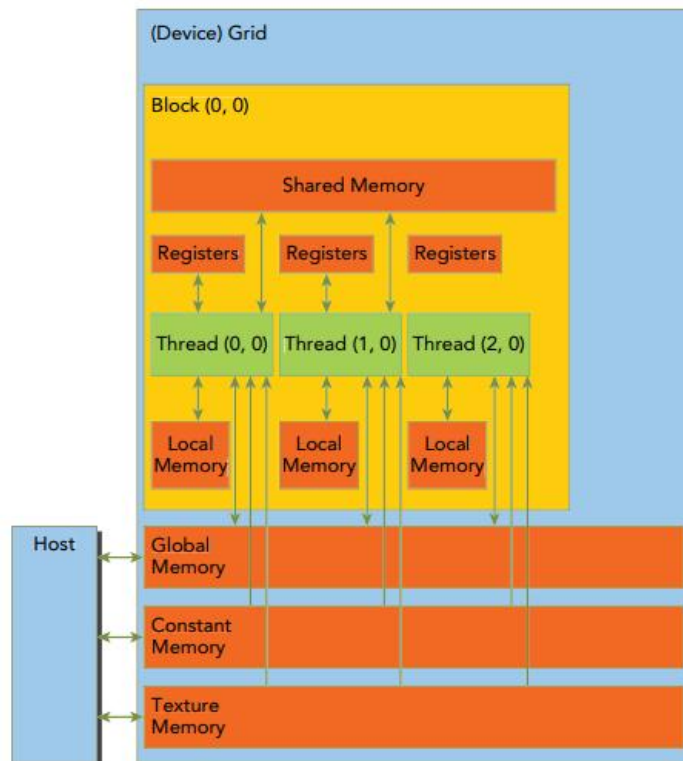 (Device) Grid
Block (0, 0)
Shared Memory
Registers
Registers
Registers
Thread (0, 0)
Thread (1, 0)
Thread (2, 0)
Local
Memory
Local
Memory
Local
Memory
Host
Global
Memory
Constant
Memory
Texture
Memory